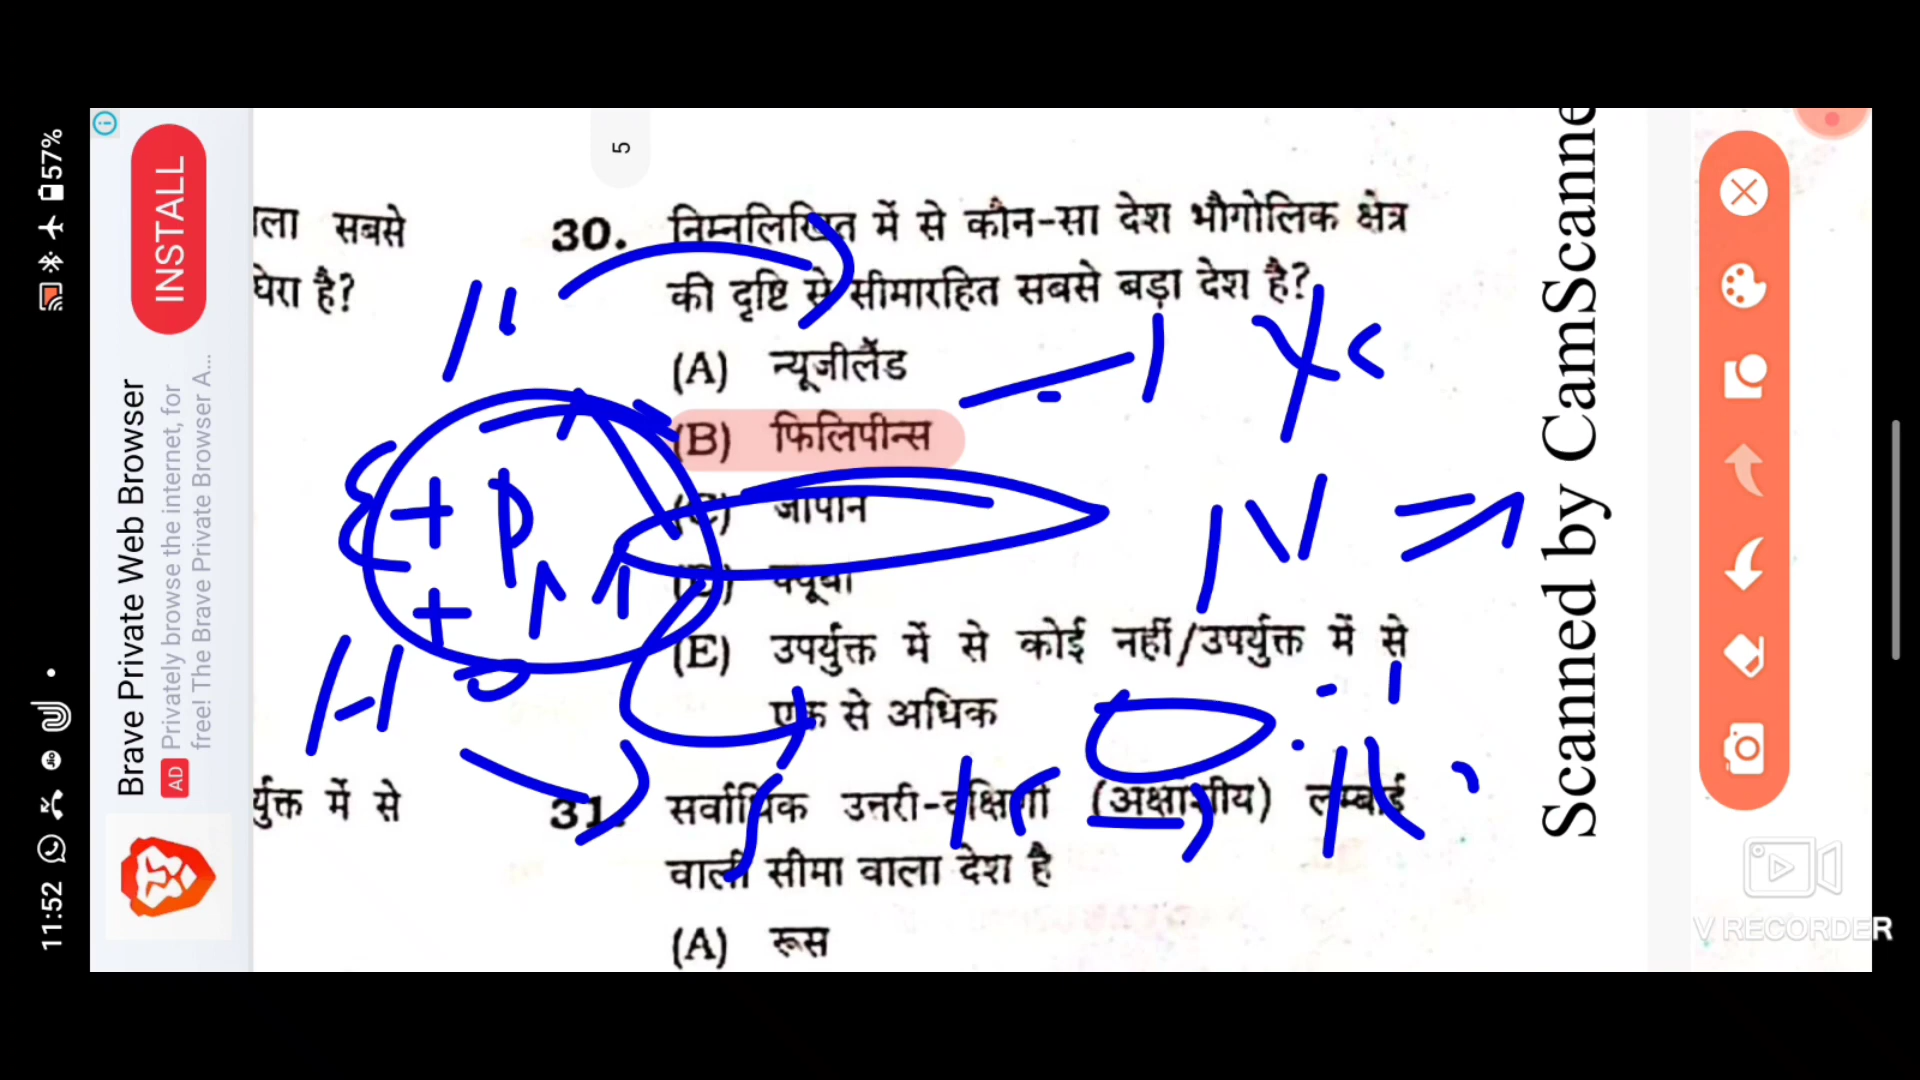 57%
11:52
INSTALL
Brave Private Web Browser
AD Privately browse the internet, for
free! The Brave Private Browser A...
5
ला सबसे
घेरा है?
र्युक्त में से
30. निम्नलिखित में से कौन-सा देश भौगोलिक क्षेत्र
की दृष्टि से सीमारहित सबसे बड़ा देश है?
(A) न्यूजीलैंड
(B) फिलिपीन्स
(C) जापान
(D) क्यूबा
(E) उपर्युक्त में से कोई नहीं/उपर्युक्त में से
एक से अधिक
31. सर्वाधिक उत्तरी-दक्षिणी (अक्षांशीय) लम्बाई
वाली सीमा वाला देश है
(A) रूस
Scanned by CamScanne
V RECORDER